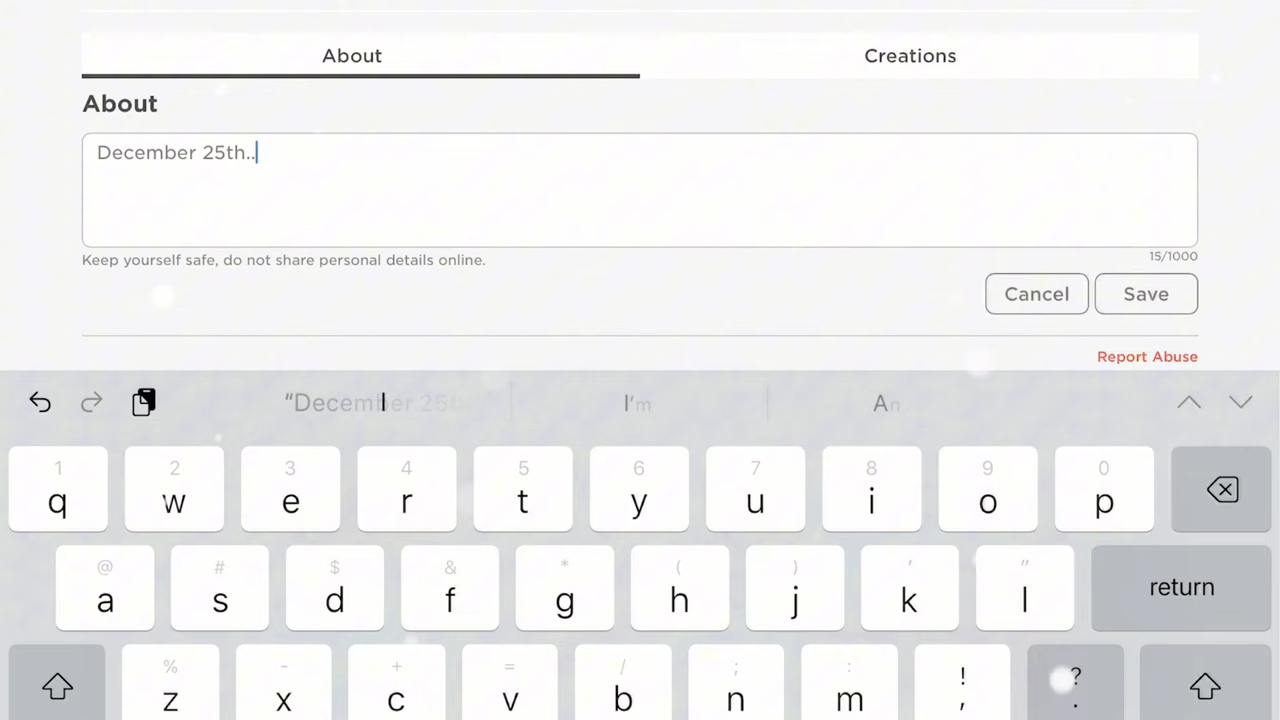 About Creations
About
December 25th..
Keep yourself safe, do not share personal details online.
15/1000
Cancel Save
Report Abuse
"December 25th I I'm An
1 2 3 4 5 6 7 8 9 0
q w e r t y u i o p
@ # $ & * ( ) ' "
a s d f g h j k l return
% - + = / ; : ! ?
z x c v b n m , .